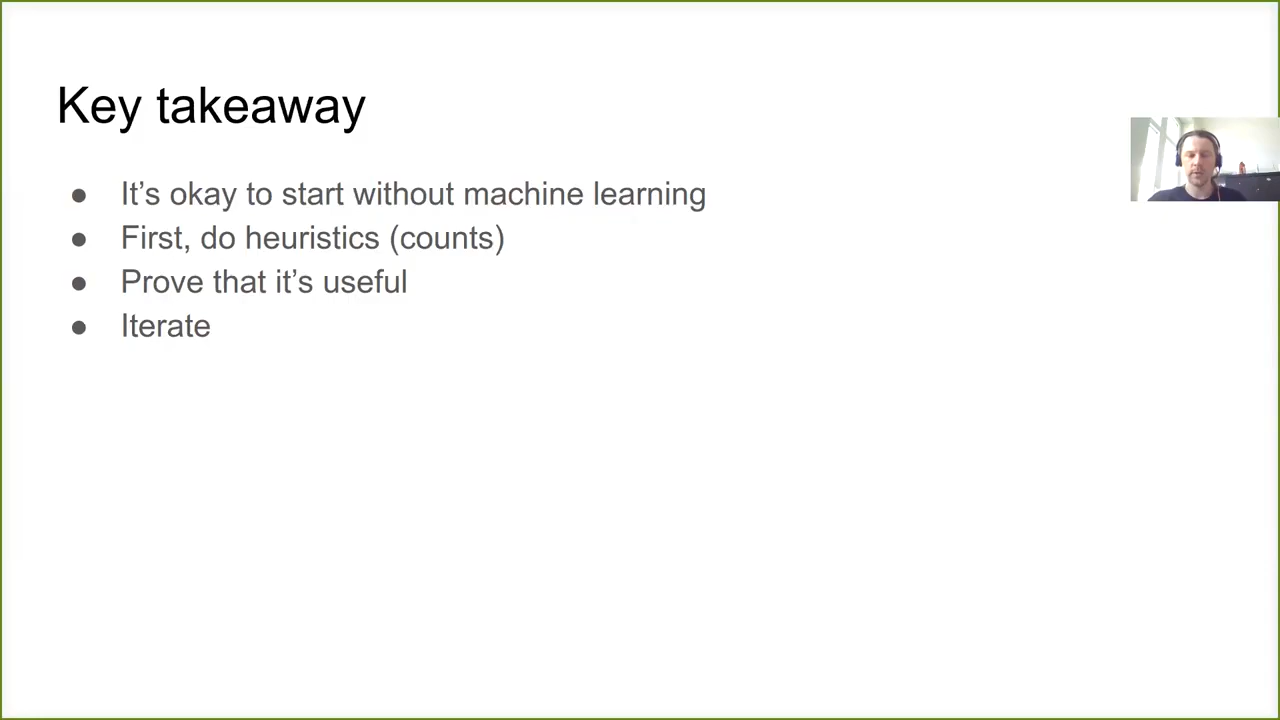 Key takeaway
● It’s okay to start without machine learning
● First, do heuristics (counts)
● Prove that it’s useful
● Iterate